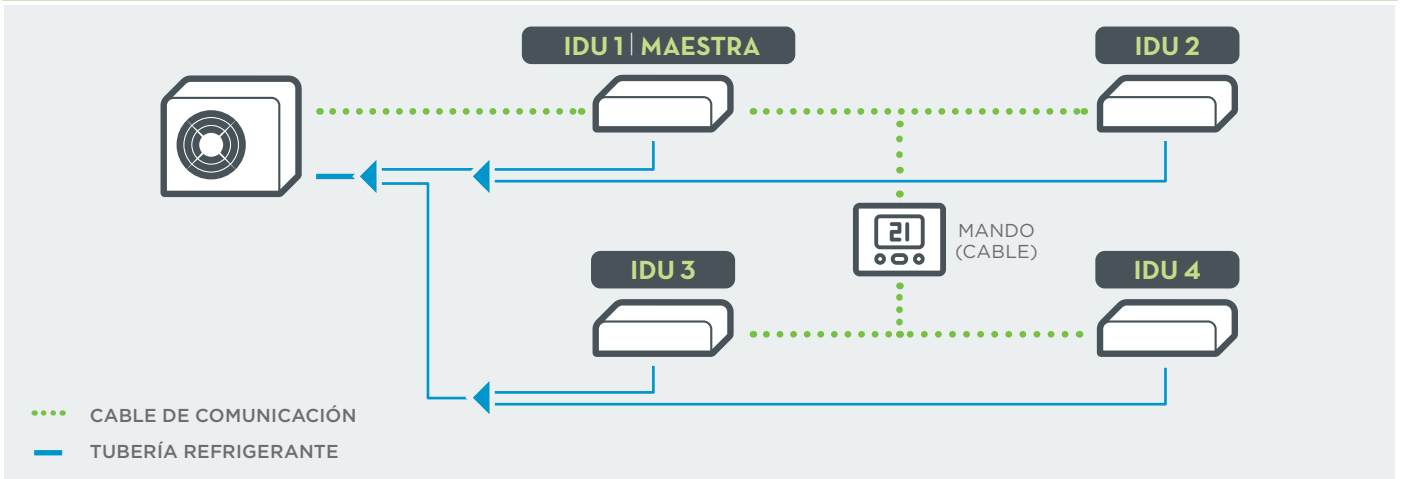 IDU 1 | MAESTRA
IDU 2
21
MANDO
(CABLE)
IDU 3
IDU 4
CABLE DE COMUNICACIÓN
TUBERÍA REFRIGERANTE